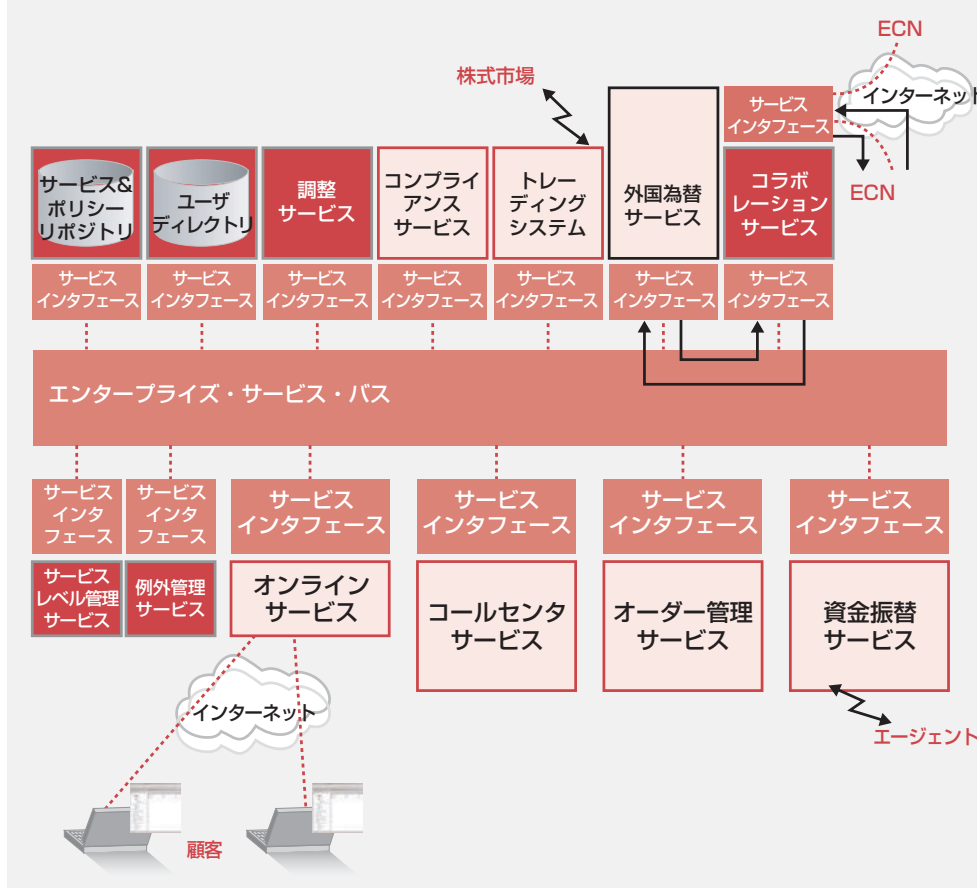 ECN
株式市場
インターネット
サービス
インタフェース
ECN
サービス&
ポリシー
リポジトリ
ユーザ
ディレクトリ
調整
サービス
コンプライ
アンス
サービス
トレー
ディング
システム
外国為替
サービス
コラボ
レーション
サービス
サービス
インタフェース
サービス
インタフェース
サービス
インタフェース
サービス
インタフェース
サービス
インタフェース
サービス
インタフェース
サービス
インタフェース
エンタープライズ・サービス・バス
サービス
インタ
フェース
サービス
インタ
フェース
サービス
インタフェース
サービス
インタフェース
サービス
インタフェース
サービス
インタフェース
サービス
レベル管理
サービス
例外管理
サービス
オンライン
サービス
コールセンタ
サービス
オーダー管理
サービス
資金振替
サービス
インターネット
エージェント
顧客